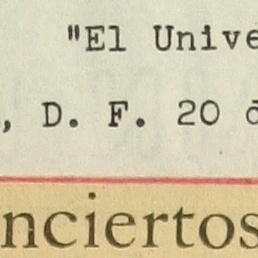 "El Unive
, D. F. 20 d
nciertos